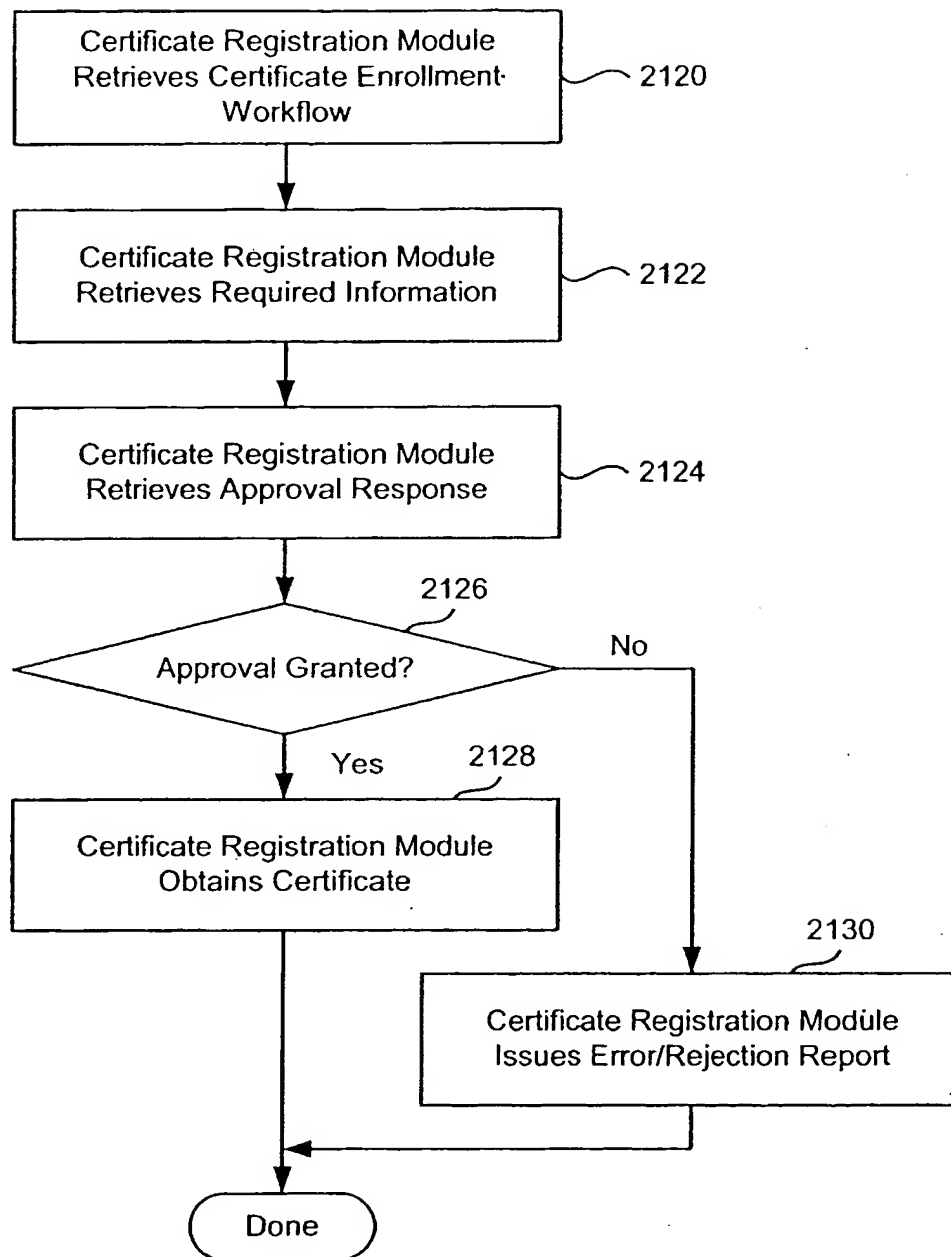 Certificate Registration Module
Retrieves Certificate Enrollment
Workflow
2120
Certificate Registration Module
Retrieves Required Information
2122
Certificate Registration Module
Retrieves Approval Response
2124
2126
Approval Granted?
No
Yes
2128
Certificate Registration Module
Obtains Certificate
2130
Certificate Registration Module
Issues Error/Rejection Report
Done